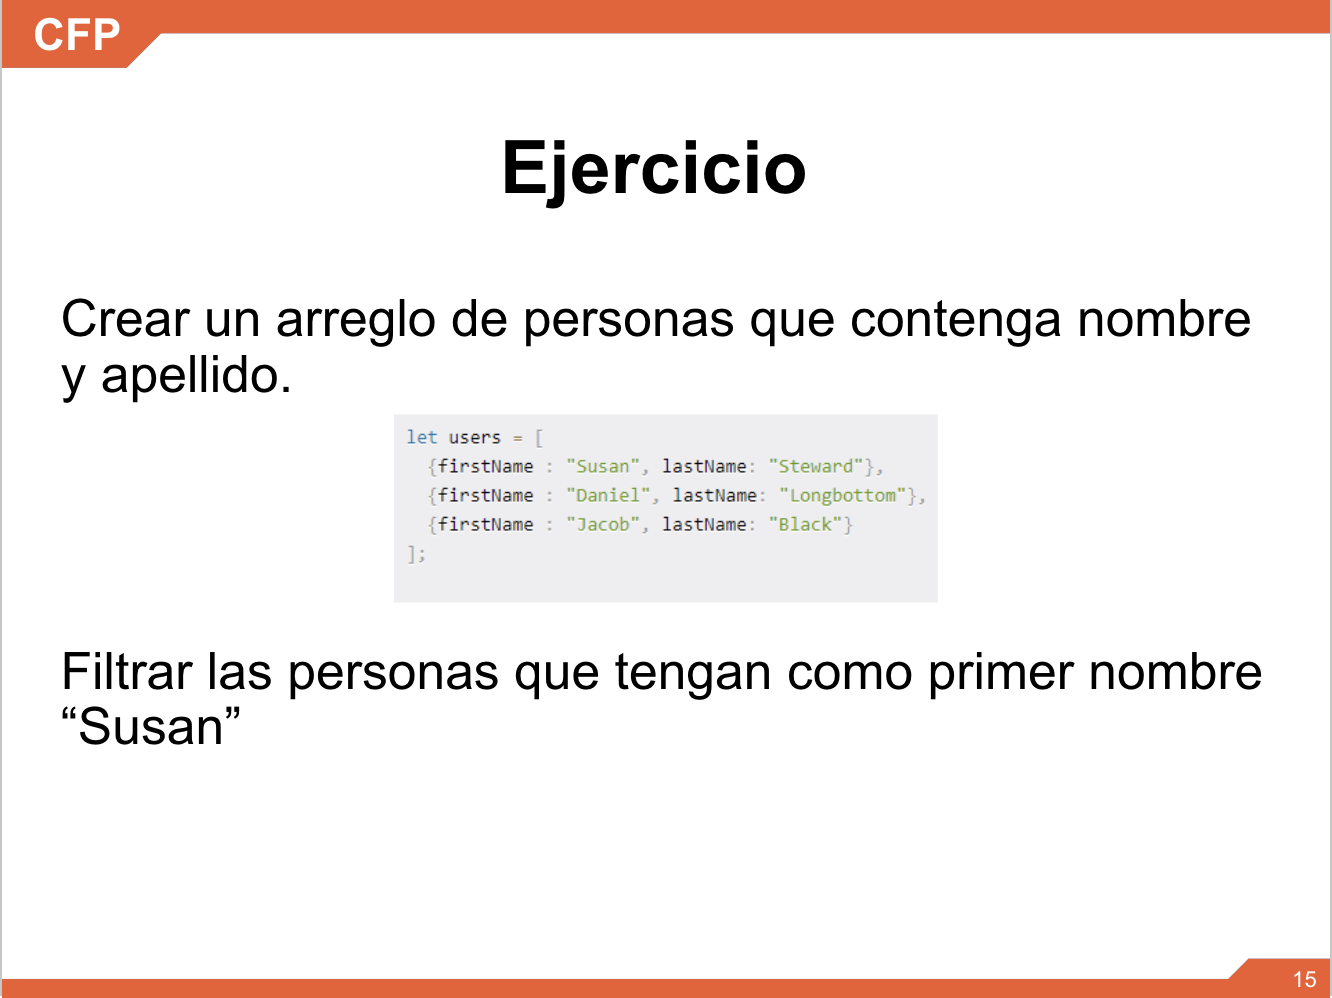 CFP
Ejercicio
Crear un arreglo de personas que contenga nombre
y apellido.
let users = [
{firstName : "Susan", lastName: "Steward"},
{firstName : "Daniel", lastName: "Longbottom"},
{firstName : "Jacob", lastName: "Black"}
];
Filtrar las personas que tengan como primer nombre
“Susan”
15